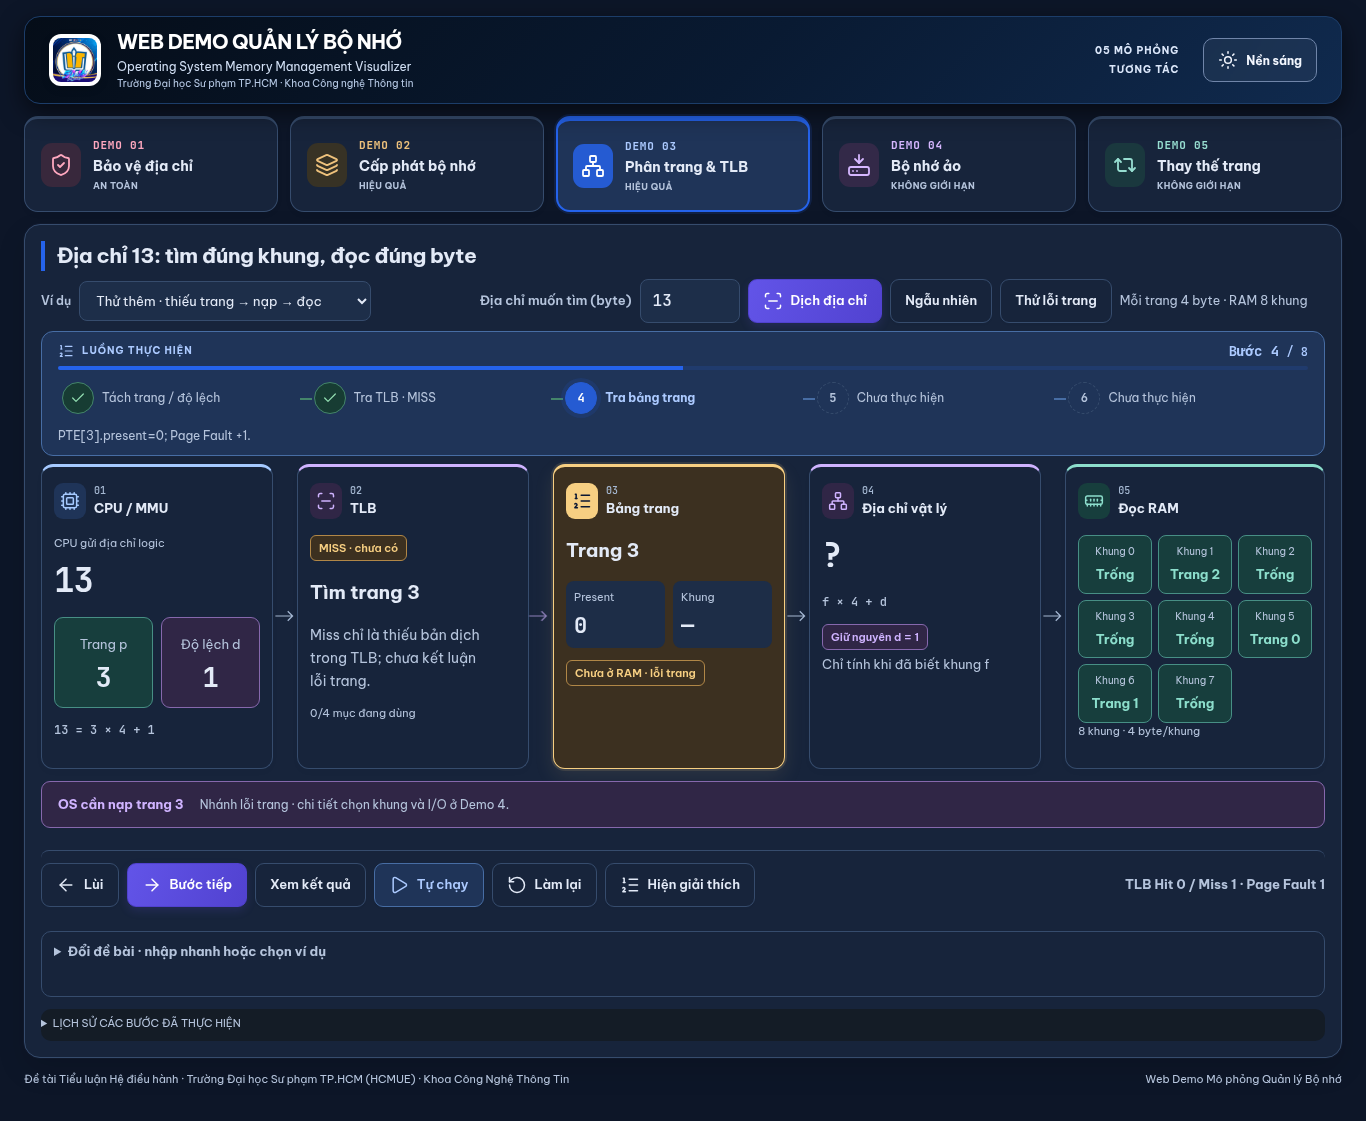 WEB DEMO QUẢN LÝ BỘ NHỚ
Operating System Memory Management Visualizer
Trường Đại học Sư phạm TP.HCM · Khoa Công nghệ Thông tin
05 MÔ PHỎNG
TƯƠNG TÁC
Nền sáng
DEMO 01
Bảo vệ địa chỉ
AN TOÀN
DEMO 02
Cấp phát bộ nhớ
HIỆU QUẢ
DEMO 03
Phân trang & TLB
HIỆU QUẢ
DEMO 04
Bộ nhớ ảo
KHÔNG GIỚI HẠN
DEMO 05
Thay thế trang
KHÔNG GIỚI HẠN
Địa chỉ 13: tìm đúng khung, đọc đúng byte
Ví dụ
Thử thêm · thiếu trang → nạp → đọc
Địa chỉ muốn tìm (byte)
13
Dịch địa chỉ
Ngẫu nhiên
Thử lỗi trang
Mỗi trang 4 byte · RAM 8 khung
LUỒNG THỰC HIỆN
Bước 4 / 8
Tách trang / độ lệch
Tra TLB · MISS
4 Tra bảng trang
5 Chưa thực hiện
6 Chưa thực hiện
PTE[3].present=0; Page Fault +1.
01
CPU / MMU
CPU gửi địa chỉ logic
13
Trang p
3
Độ lệch d
1
13 = 3 × 4 + 1
02
TLB
MISS · chưa có
Tìm trang 3
Miss chỉ là thiếu bản dịch
trong TLB; chưa kết luận
lỗi trang.
0/4 mục đang dùng
03
Bảng trang
Trang 3
Present
0
Khung
—
Chưa ở RAM · lỗi trang
04
Địa chỉ vật lý
?
f × 4 + d
Giữ nguyên d = 1
Chỉ tính khi đã biết khung f
05
Đọc RAM
Khung 0
Trống
Khung 1
Trang 2
Khung 2
Trống
Khung 3
Trống
Khung 4
Trống
Khung 5
Trang 0
Khung 6
Trang 1
Khung 7
Trống
8 khung · 4 byte/khung
OS cần nạp trang 3
Nhánh lỗi trang · chi tiết chọn khung và I/O ở Demo 4.
Lùi
Bước tiếp
Xem kết quả
Tự chạy
Làm lại
Hiện giải thích
TLB Hit 0 / Miss 1 · Page Fault 1
Đổi đề bài · nhập nhanh hoặc chọn ví dụ
LỊCH SỬ CÁC BƯỚC ĐÃ THỰC HIỆN
Đề tài Tiểu luận Hệ điều hành · Trường Đại học Sư phạm TP.HCM (HCMUE) · Khoa Công Nghệ Thông Tin
Web Demo Mô phỏng Quản lý Bộ nhớ